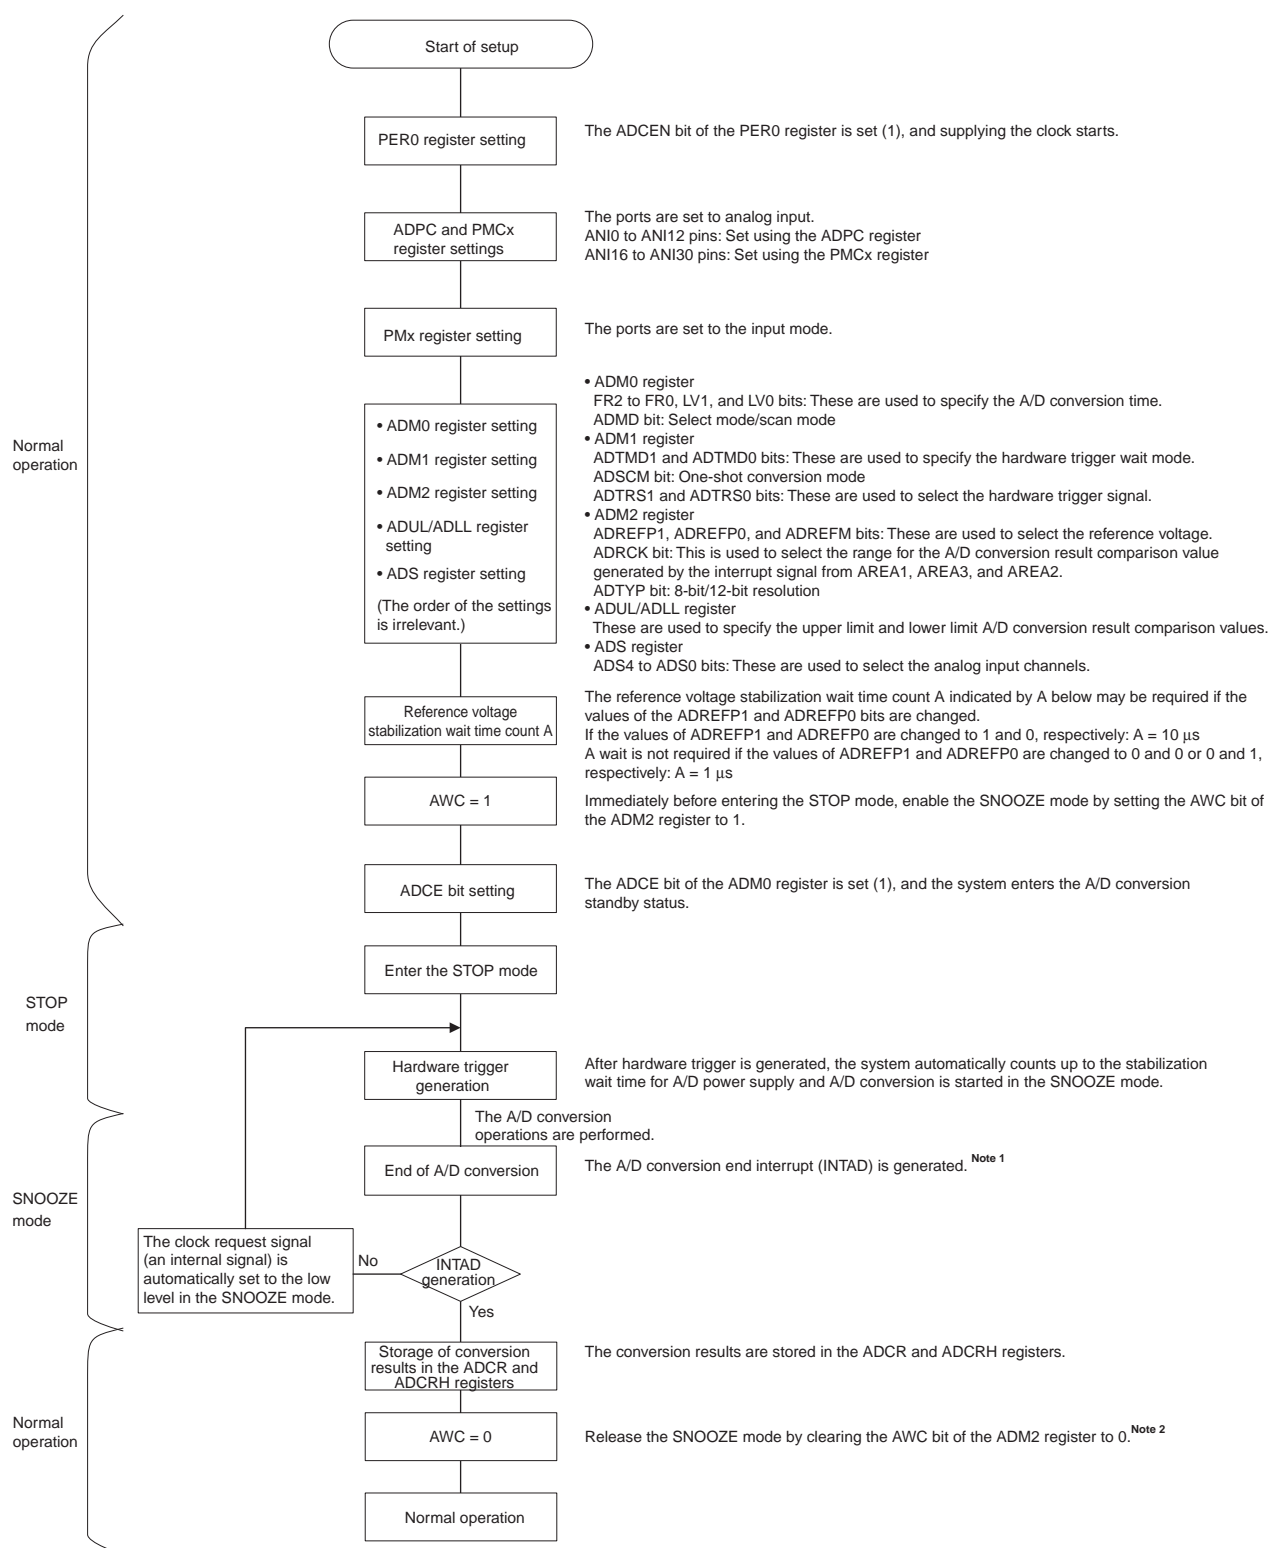 Start of setup
PER0 register setting
The ADCEN bit of the PER0 register is set (1), and supplying the clock starts.
ADPC and PMCx
register settings
The ports are set to analog input.
ANI0 to ANI12 pins: Set using the ADPC register
ANI16 to ANI30 pins: Set using the PMCx register
PMx register setting
The ports are set to the input mode.
Normal
operation
• ADM0 register setting
• ADM1 register setting
• ADM2 register setting
• ADUL/ADLL register
setting
• ADS register setting
(The order of the settings
is irrelevant.)
• ADM0 register
FR2 to FR0, LV1, and LV0 bits: These are used to specify the A/D conversion time.
ADMD bit: Select mode/scan mode
• ADM1 register
ADTMD1 and ADTMD0 bits: These are used to specify the hardware trigger wait mode.
ADSCM bit: One-shot conversion mode
ADTRS1 and ADTRS0 bits: These are used to select the hardware trigger signal.
• ADM2 register
ADREFP1, ADREFP0, and ADREFM bits: These are used to select the reference voltage.
ADRCK bit: This is used to select the range for the A/D conversion result comparison value
generated by the interrupt signal from AREA1, AREA3, and AREA2.
ADTYP bit: 8-bit/12-bit resolution
• ADUL/ADLL register
These are used to specify the upper limit and lower limit A/D conversion result comparison values.
• ADS register
ADS4 to ADS0 bits: These are used to select the analog input channels.
Reference voltage
stabilization wait time count A
The reference voltage stabilization wait time count A indicated by A below may be required if the
values of the ADREFP1 and ADREFP0 bits are changed.
If the values of ADREFP1 and ADREFP0 are changed to 1 and 0, respectively: A = 10 μs
A wait is not required if the values of ADREFP1 and ADREFP0 are changed to 0 and 0 or 0 and 1,
respectively: A = 1 μs
AWC = 1
Immediately before entering the STOP mode, enable the SNOOZE mode by setting the AWC bit of
the ADM2 register to 1.
ADCE bit setting
The ADCE bit of the ADM0 register is set (1), and the system enters the A/D conversion
standby status.
Enter the STOP mode
STOP
mode
Hardware trigger
generation
After hardware trigger is generated, the system automatically counts up to the stabilization
wait time for A/D power supply and A/D conversion is started in the SNOOZE mode.
The A/D conversion
operations are performed.
End of A/D conversion
The A/D conversion end interrupt (INTAD) is generated. Note 1
SNOOZE
mode
The clock request signal
(an internal signal) is
automatically set to the low
level in the SNOOZE mode.
No
INTAD
generation
Yes
Storage of conversion
results in the ADCR and
ADCRH registers
The conversion results are stored in the ADCR and ADCRH registers.
Normal
operation
AWC = 0
Release the SNOOZE mode by clearing the AWC bit of the ADM2 register to 0. Note 2
Normal operation